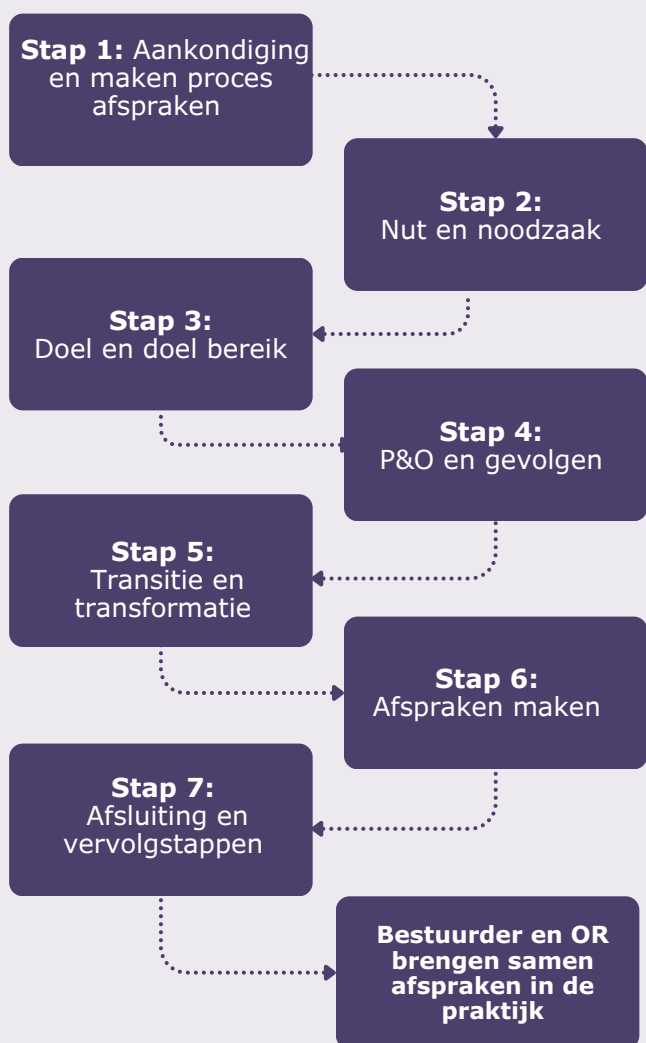 Stap 1: Aankondiging
en maken proces
afspraken
Stap 2:
Nut en noodzaak
Stap 3:
Doel en doel bereik
Stap 4:
P&O en gevolgen
Stap 5:
Transitie en
transformatie
Stap 6:
Afspraken maken
Stap 7:
Afsluiting en
vervolgstappen
Bestuurder en OR
brengen samen
afspraken in de
praktijk